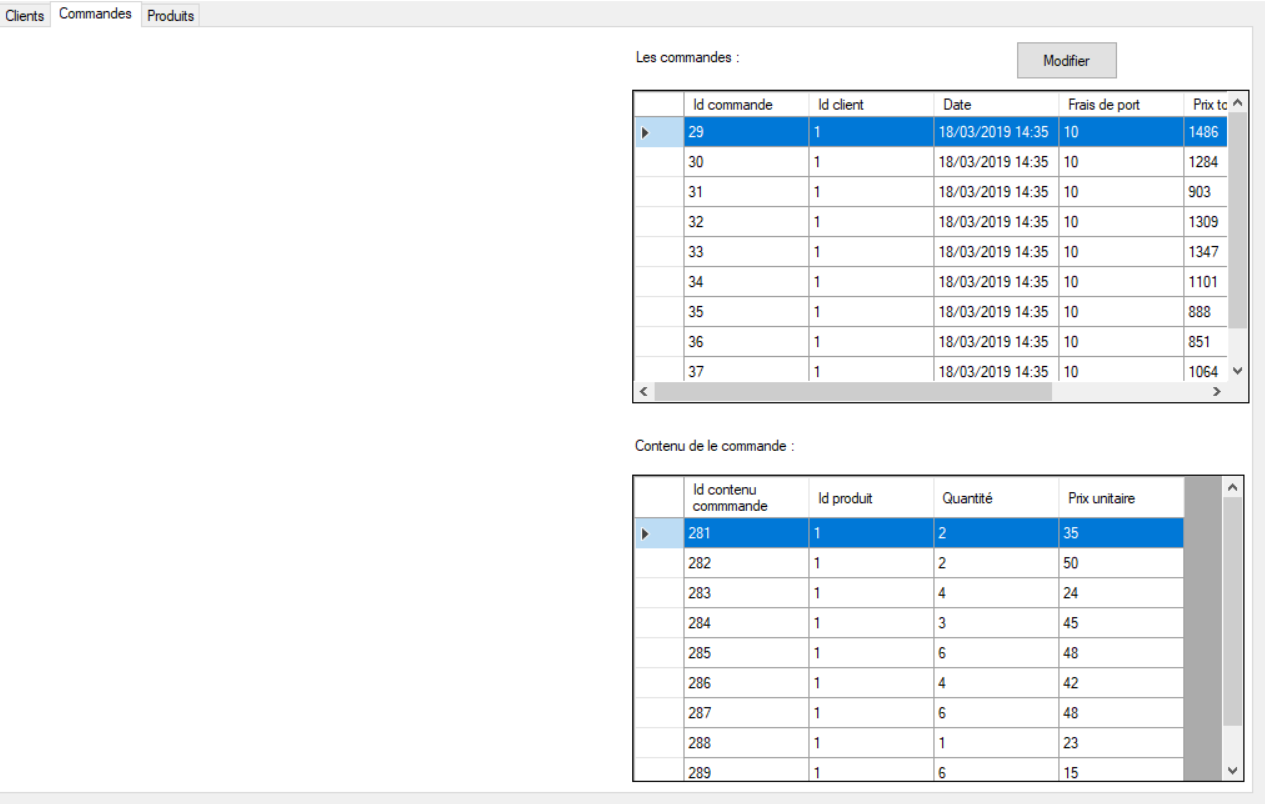 Clients Commandes Produits
Les commandes :
Modifier
Id commande Id client Date Frais de port Prix to
29 1 18/03/2019 14:35 10 1486
30 1 18/03/2019 14:35 10 1284
31 1 18/03/2019 14:35 10 903
32 1 18/03/2019 14:35 10 1309
33 1 18/03/2019 14:35 10 1347
34 1 18/03/2019 14:35 10 1101
35 1 18/03/2019 14:35 10 888
36 1 18/03/2019 14:35 10 851
37 1 18/03/2019 14:35 10 1064
Contenu de le commande :
Id contenu
commmande Id produit Quantité Prix unitaire
281 1 2 35
282 1 2 50
283 1 4 24
284 1 3 45
285 1 6 48
286 1 4 42
287 1 6 48
288 1 1 23
289 1 6 15